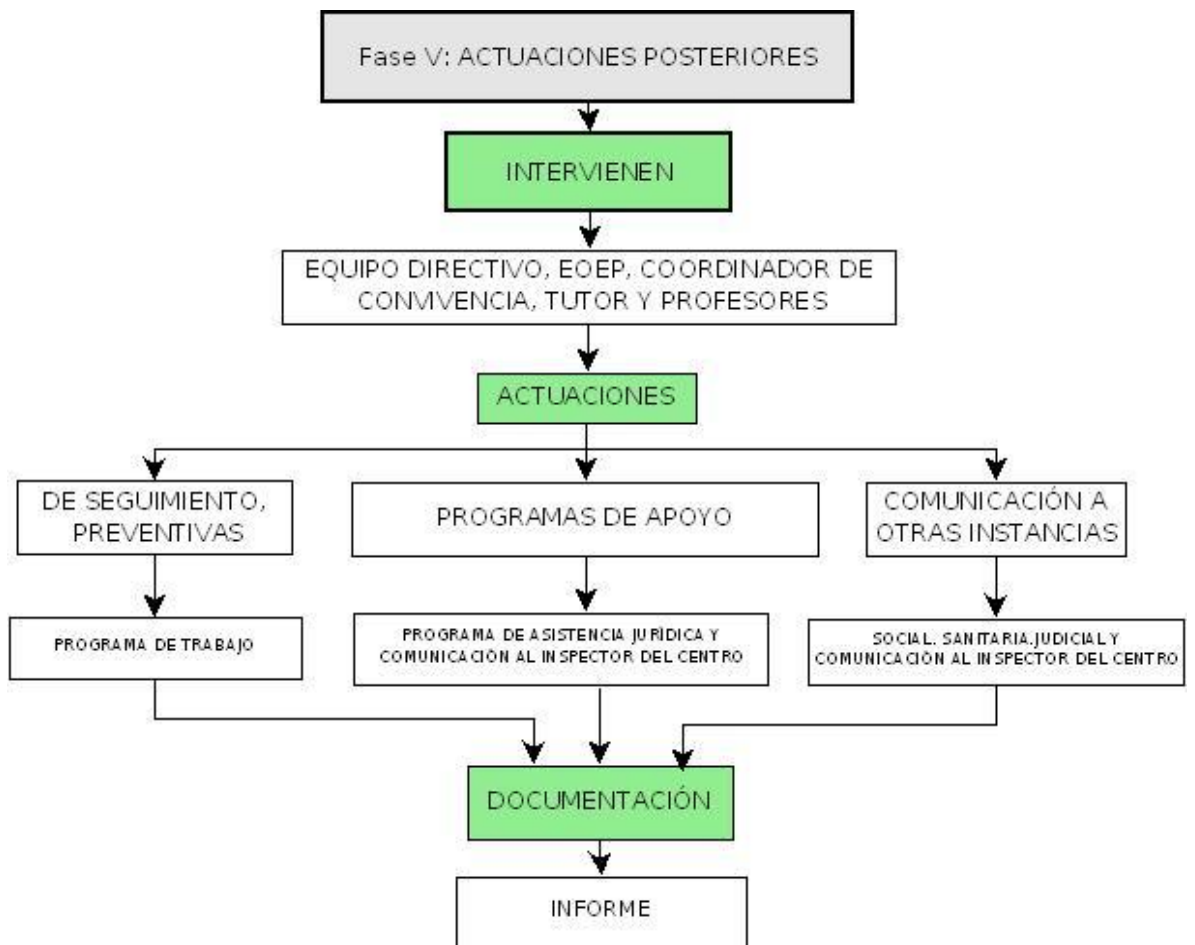 Fase V: ACTUACIONES POSTERIORES
INTERVIENEN
EQUIPO DIRECTIVO, EOEP, COORDINADOR DE
CONVIVENCIA, TUTOR Y PROFESORES
ACTUACIONES
DE SEGUIMIENTO,
PREVENTIVAS
PROGRAMAS DE APOYO
COMUNICACIÓN A
OTRAS INSTANCIAS
PROGRAMA DE TRABAJO
PROGRAMA DE ASISTENCIA JURÍDICA Y
COMUNICACIÓN AL INSPECTOR DEL CENTRO
SOCIAL. SANITARIA.JUDICIAL Y
COMUNICACIÓN AL INSPECTOR DEL CENTRO
DOCUMENTACIÓN
INFORME